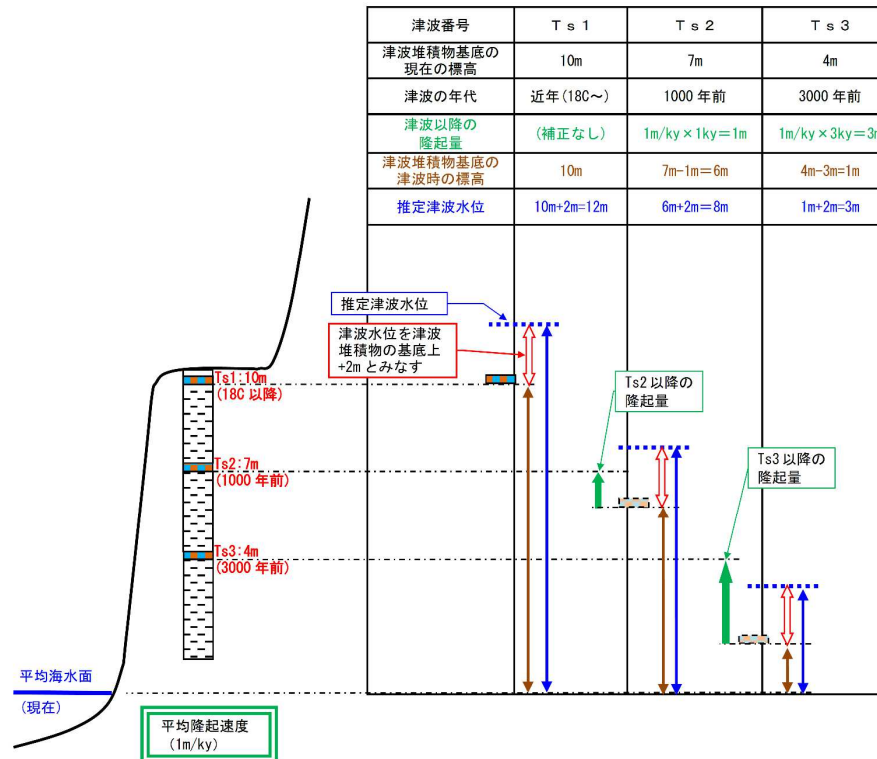 津波番号 Ｔｓ１ Ｔｓ２ Ｔｓ３
津波堆積物基底の
現在の標高 10m 7m 4m
津波の年代 近年(18C～) 1000 年前 3000 年前
津波以降の
隆起量 (補正なし) 1m/ky×1ky＝1m 1m/ky×3ky＝3m
津波堆積物基底の
津波時の標高 10m 7m−1m＝6m 4m−3m＝1m
推定津波水位 10m+2m=12m 6m+2m＝8m 1m+2m＝3m
推定津波水位
津波水位を津波
堆積物の基底上
+2m とみなす
Ts1:10m
(18C 以降)
Ts2 以降の
隆起量
Ts2:7m
(1000 年前)
Ts3 以降の
隆起量
Ts3:4m
(3000 年前)
平均海水面
(現在)
平均隆起速度
(1m/ky)